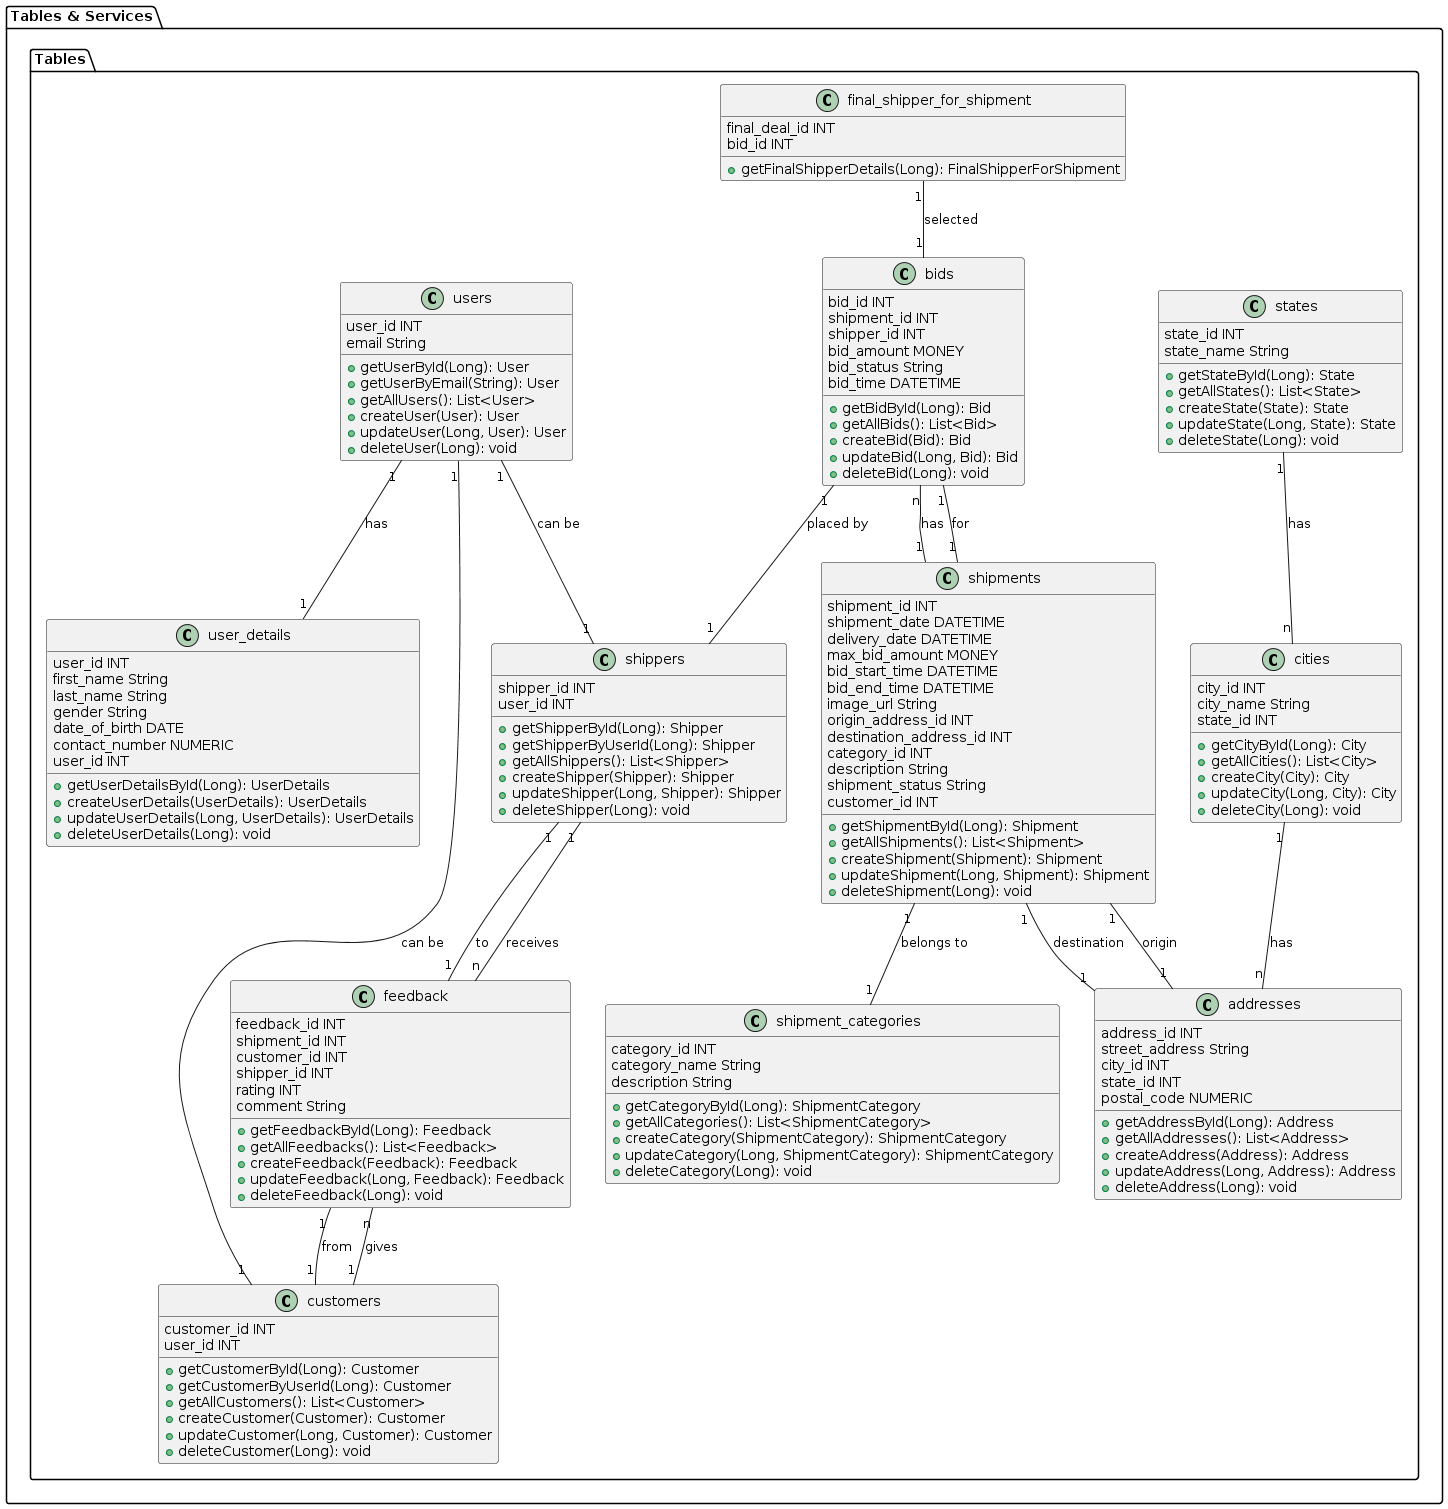 Tables & Services
Tables
C final_shipper_for_shipment
final_deal_id INT
bid_id INT
getFinalShipperDetails(Long): FinalShipperForShipment
1
selected
1
C users
user_id INT
email String
getUserById(Long): User
getUserByEmail(String): User
getAllUsers(): List<User>
createUser(User): User
updateUser(Long, User): User
deleteUser(Long): void
C bids
bid_id INT
shipment_id INT
shipper_id INT
bid_amount MONEY
bid_status String
bid_time DATETIME
getBidById(Long): Bid
getAllBids(): List<Bid>
createBid(Bid): Bid
updateBid(Long, Bid): Bid
deleteBid(Long): void
C states
state_id INT
state_name String
getStateById(Long): State
getAllStates(): List<State>
createState(State): State
updateState(Long, State): State
deleteState(Long): void
1 1 1 1 n 1 1
has can be placed by has for has
1 1 1 1 1 n
C user_details
user_id INT
first_name String
last_name String
gender String
date_of_birth DATE
contact_number NUMERIC
user_id INT
getUserDetailsById(Long): UserDetails
createUserDetails(UserDetails): UserDetails
updateUserDetails(Long, UserDetails): UserDetails
deleteUserDetails(Long): void
C shippers
shipper_id INT
user_id INT
getShipperById(Long): Shipper
getShipperByUserId(Long): Shipper
getAllShippers(): List<Shipper>
createShipper(Shipper): Shipper
updateShipper(Long, Shipper): Shipper
deleteShipper(Long): void
C shipments
shipment_id INT
shipment_date DATETIME
delivery_date DATETIME
max_bid_amount MONEY
bid_start_time DATETIME
bid_end_time DATETIME
image_url String
origin_address_id INT
destination_address_id INT
category_id INT
description String
shipment_status String
customer_id INT
getShipmentById(Long): Shipment
getAllShipments(): List<Shipment>
createShipment(Shipment): Shipment
updateShipment(Long, Shipment): Shipment
deleteShipment(Long): void
C cities
city_id INT
city_name String
state_id INT
getCityById(Long): City
getAllCities(): List<City>
createCity(City): City
updateCity(Long, City): City
deleteCity(Long): void
1 1 1 1 1 1
can be to receives belongs to destination origin has
1 n 1 1 1 n
C feedback
feedback_id INT
shipment_id INT
customer_id INT
shipper_id INT
rating INT
comment String
getFeedbackById(Long): Feedback
getAllFeedbacks(): List<Feedback>
createFeedback(Feedback): Feedback
updateFeedback(Long, Feedback): Feedback
deleteFeedback(Long): void
C shipment_categories
category_id INT
category_name String
description String
getCategoryById(Long): ShipmentCategory
getAllCategories(): List<ShipmentCategory>
createCategory(ShipmentCategory): ShipmentCategory
updateCategory(Long, ShipmentCategory): ShipmentCategory
deleteCategory(Long): void
C addresses
address_id INT
street_address String
city_id INT
state_id INT
postal_code NUMERIC
getAddressById(Long): Address
getAllAddresses(): List<Address>
createAddress(Address): Address
updateAddress(Long, Address): Address
deleteAddress(Long): void
1 n
from gives
1 1 1
C customers
customer_id INT
user_id INT
getCustomerById(Long): Customer
getCustomerByUserId(Long): Customer
getAllCustomers(): List<Customer>
createCustomer(Customer): Customer
updateCustomer(Long, Customer): Customer
deleteCustomer(Long): void